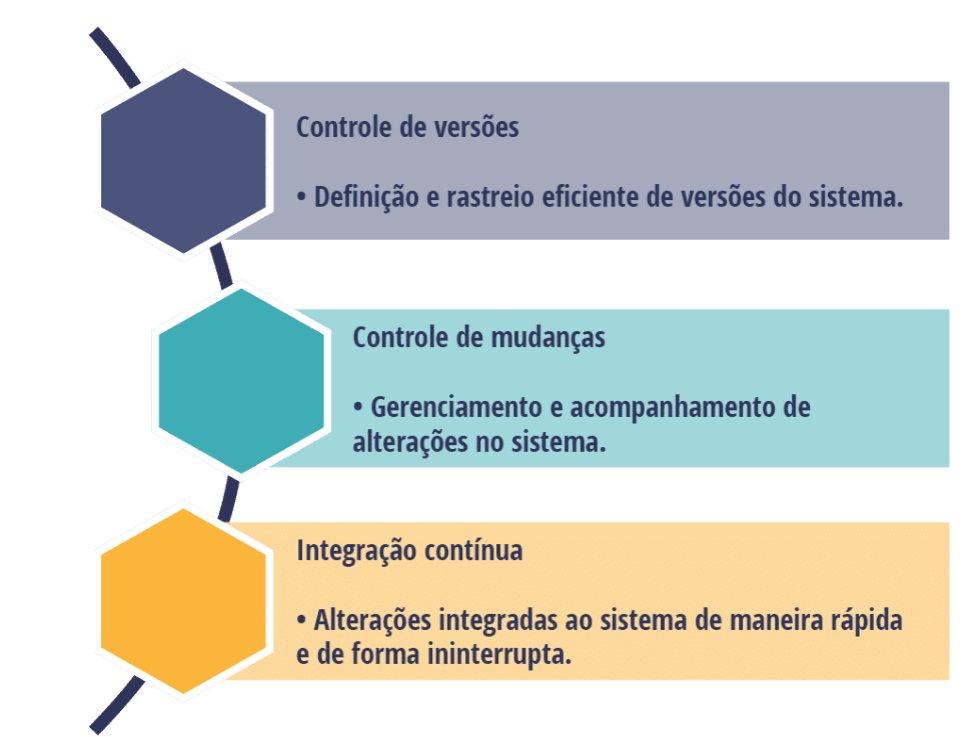 Controle de versões
• Definição e rastreio eficiente de versões do sistema.
Controle de mudanças
• Gerenciamento e acompanhamento de
alterações no sistema.
Integração contínua
• Alterações integradas ao sistema de maneira rápida
e de forma ininterrupta.